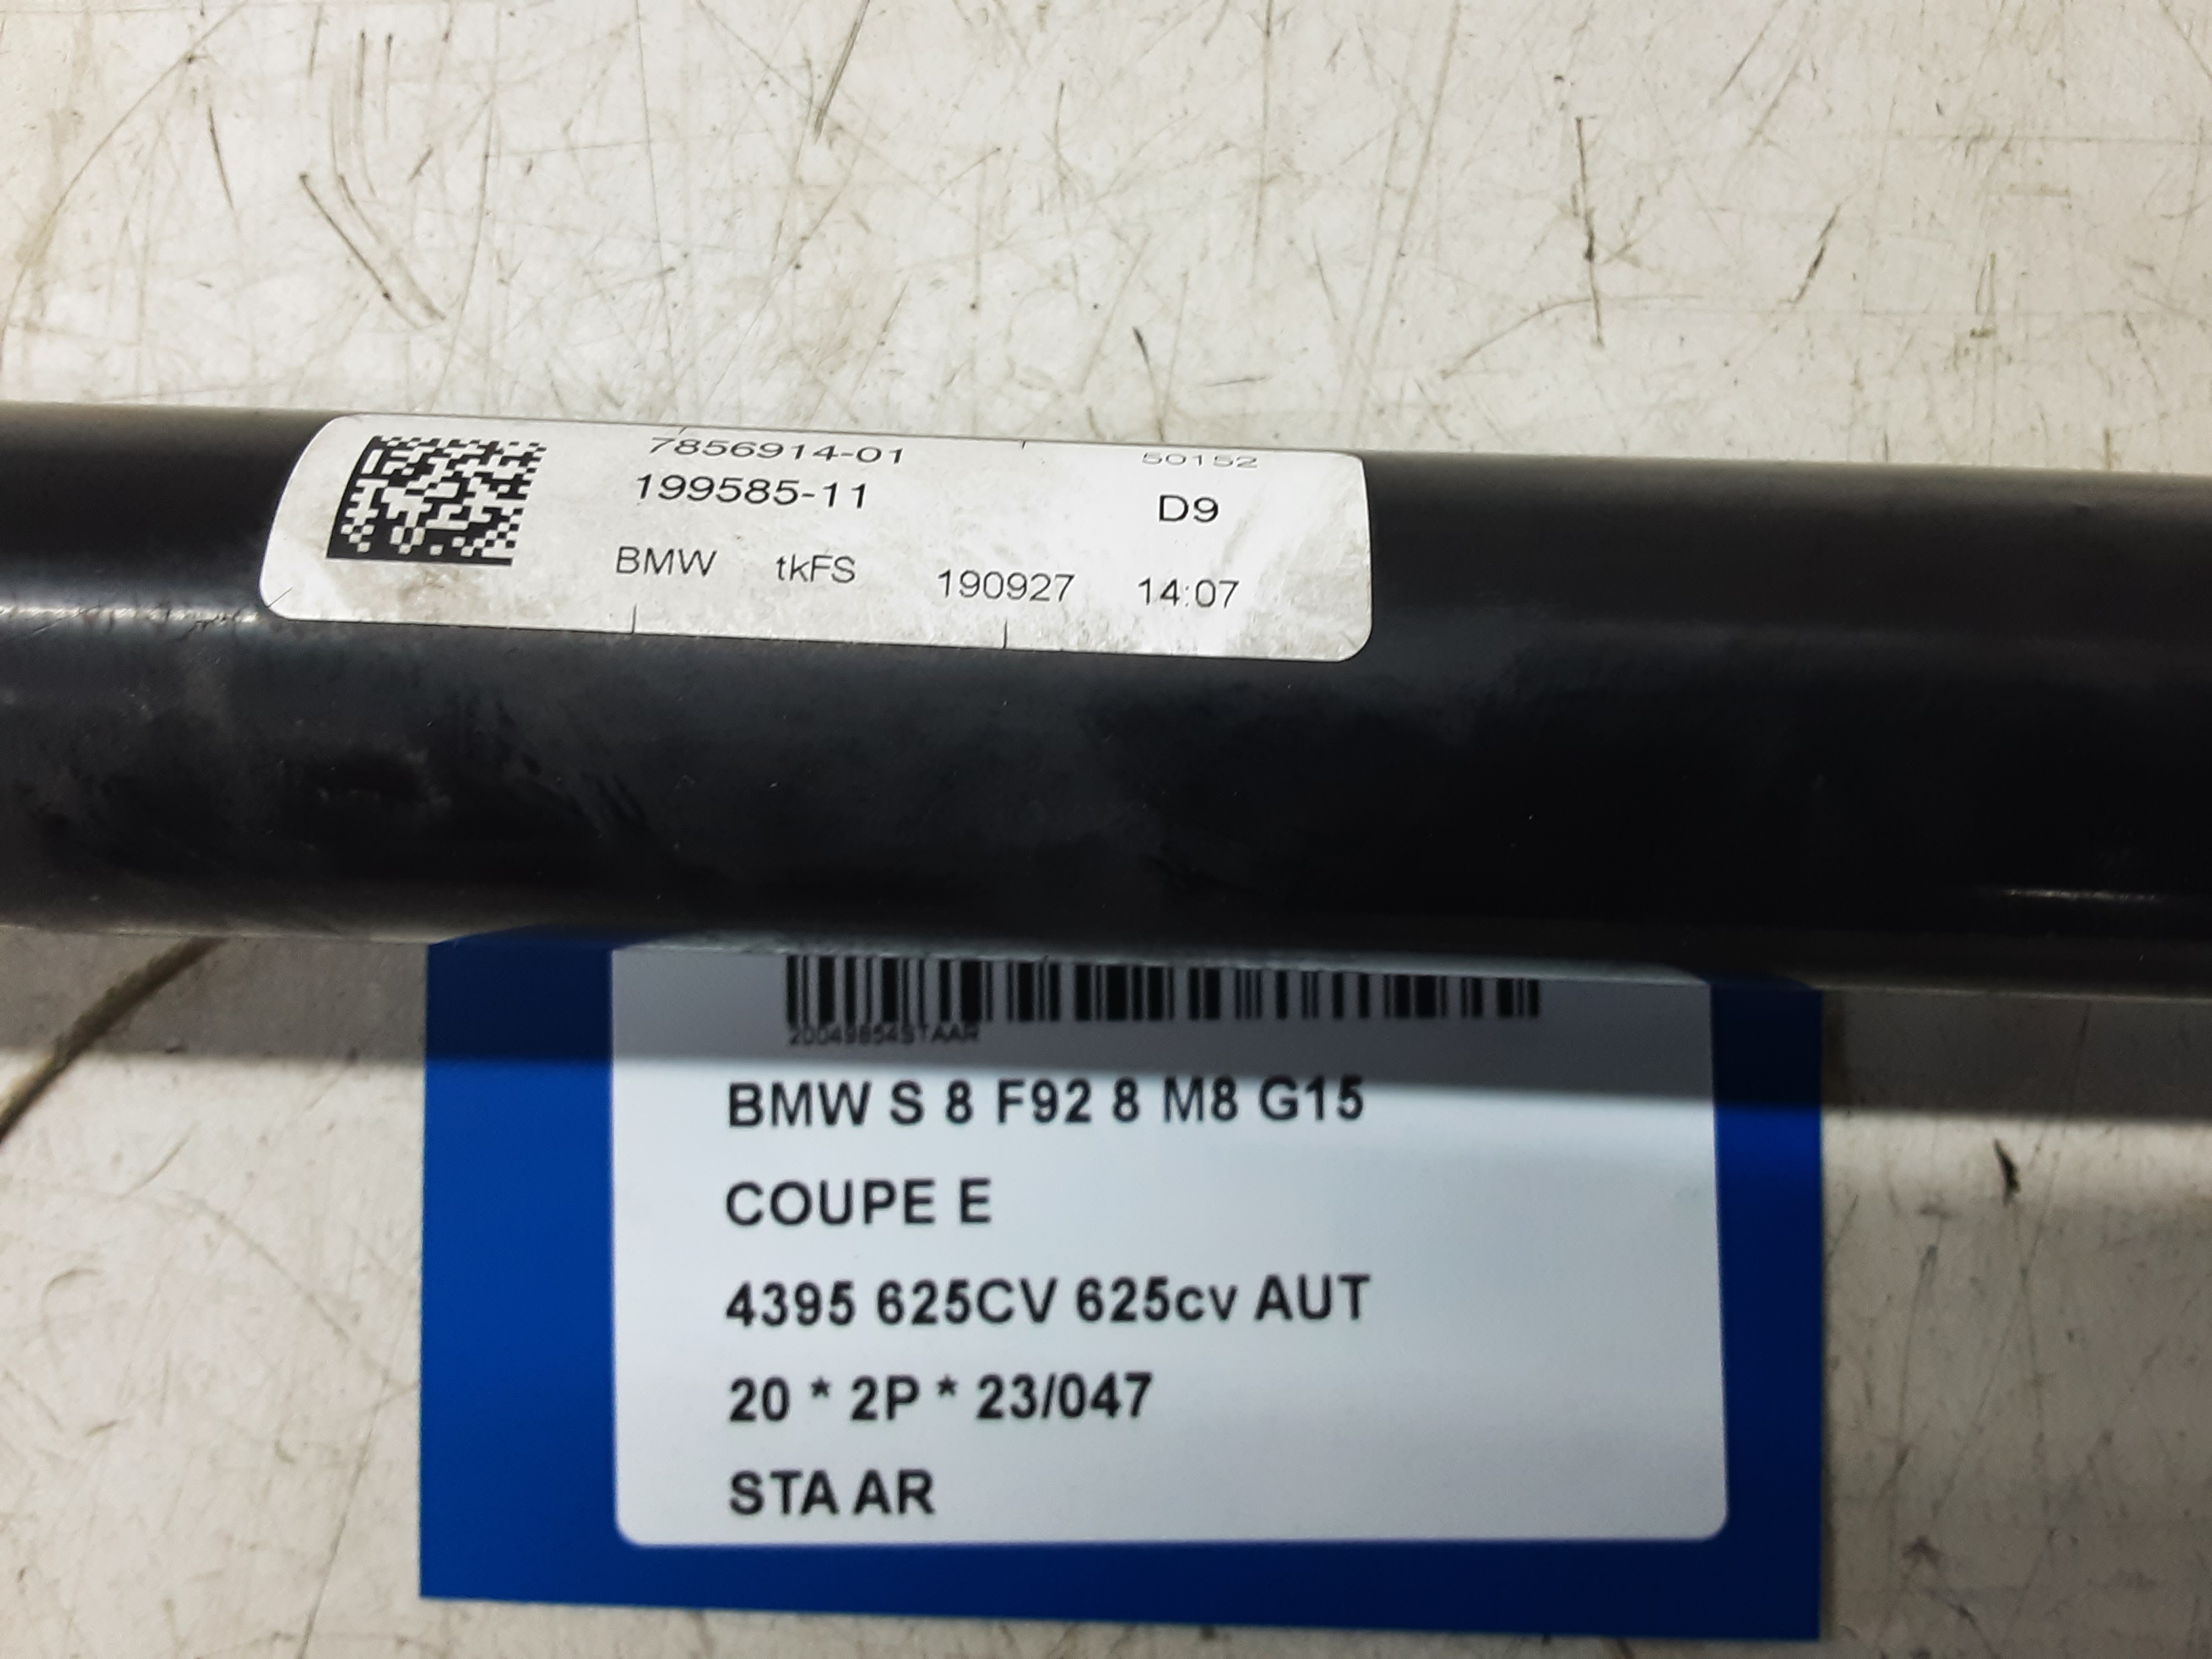 7856914-01 50152
199585-11 D9
BMW tkFS 190927 14:07
20049854STAAR
BMW S 8 F92 8 M8 G15
COUPE E
4395 625CV 625cv AUT
20 * 2P * 23/047
STA AR